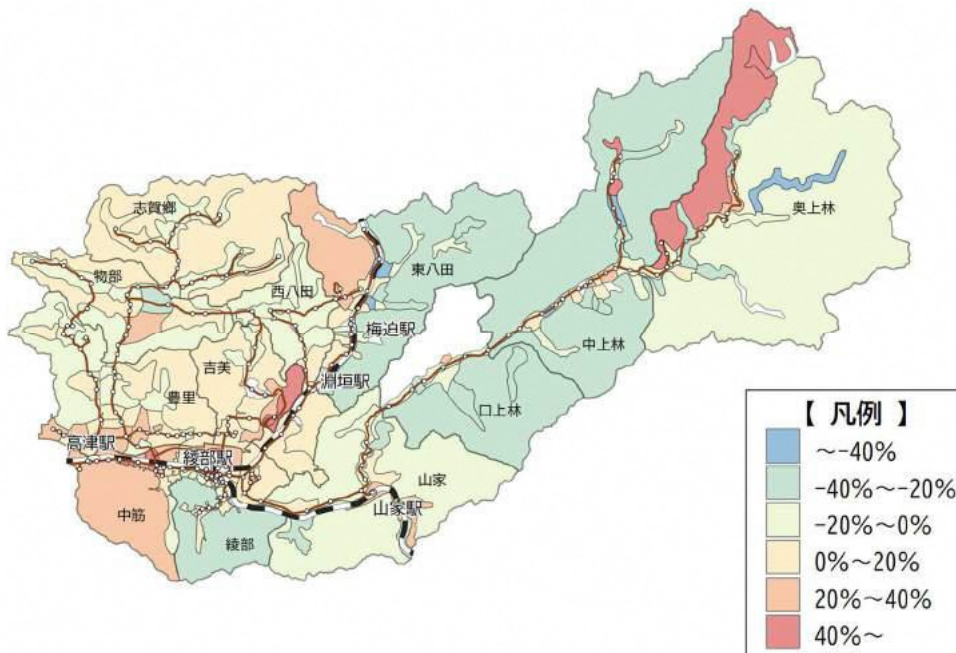 志賀郷
物部
西八田
東八田
奥上林
梅迫駅
中上林
吉美
淵垣駅
口上林
豊里
高津駅
綾部駅
山家
山家駅
中筋
綾部
【 凡例 】
~-40%
-40%~-20%
-20%~0%
0%~20%
20%~40%
40%~